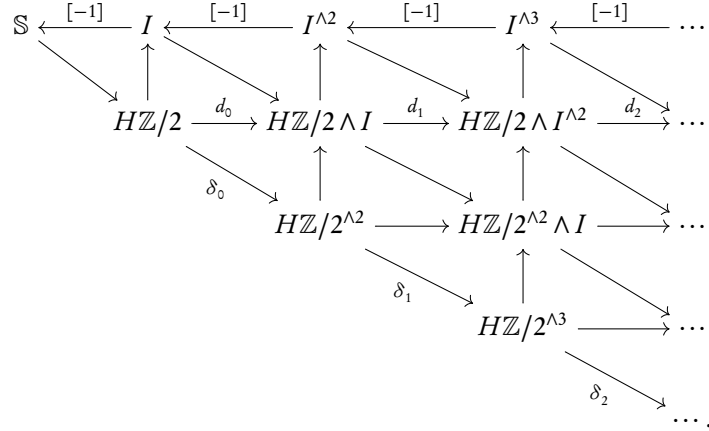 𝕊 [-1] I [-1] I^{∧2} [-1] I^{∧3} [-1] ⋯
Hℤ/2 d₀ Hℤ/2 ∧ I d₁ Hℤ/2 ∧ I^{∧2} d₂ ⋯
δ₀
Hℤ/2^{∧2} Hℤ/2^{∧2} ∧ I ⋯
δ₁
Hℤ/2^{∧3} ⋯
δ₂
⋯ .